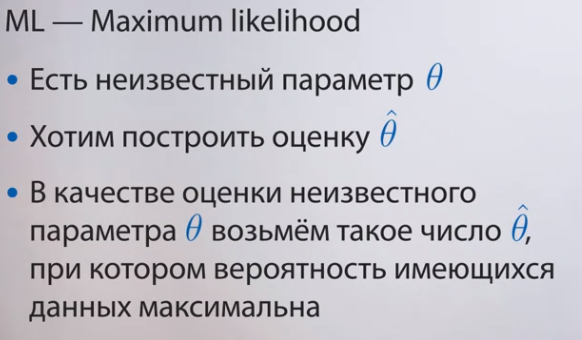 ML — Maximum likelihood
• Есть неизвестный параметр θ
• Хотим построить оценку θ̂
• В качестве оценки неизвестного
параметра θ возьмём такое число θ̂,
при котором вероятность имеющихся
данных максимальна